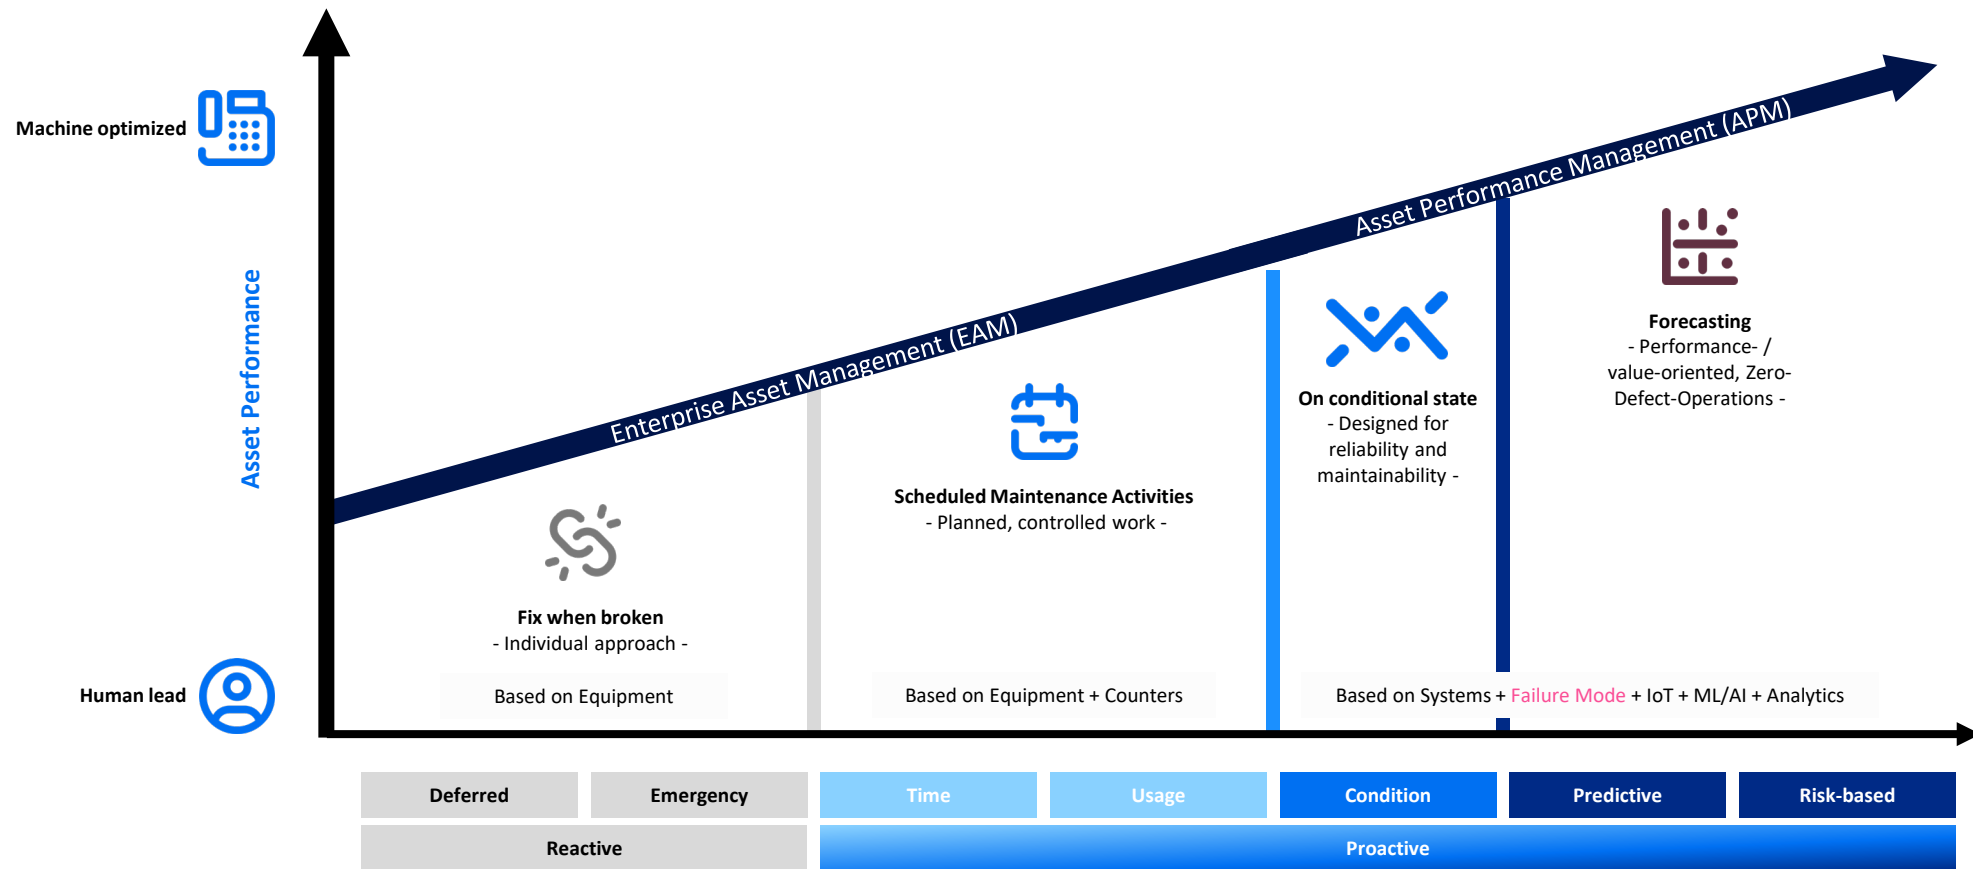 Machine optimized
Asset Performance
Human lead
Enterprise Asset Management (EAM)
Asset Performance Management (APM)
Fix when broken
- Individual approach -
Based on Equipment
Scheduled Maintenance Activities
- Planned, controlled work -
Based on Equipment + Counters
On conditional state
- Designed for
reliability and
maintainability -
Forecasting
- Performance- /
value-oriented, Zero-
Defect-Operations -
Based on Systems + Failure Mode + IoT + ML/AI + Analytics
Deferred
Emergency
Time
Usage
Condition
Predictive
Risk-based
Reactive
Proactive